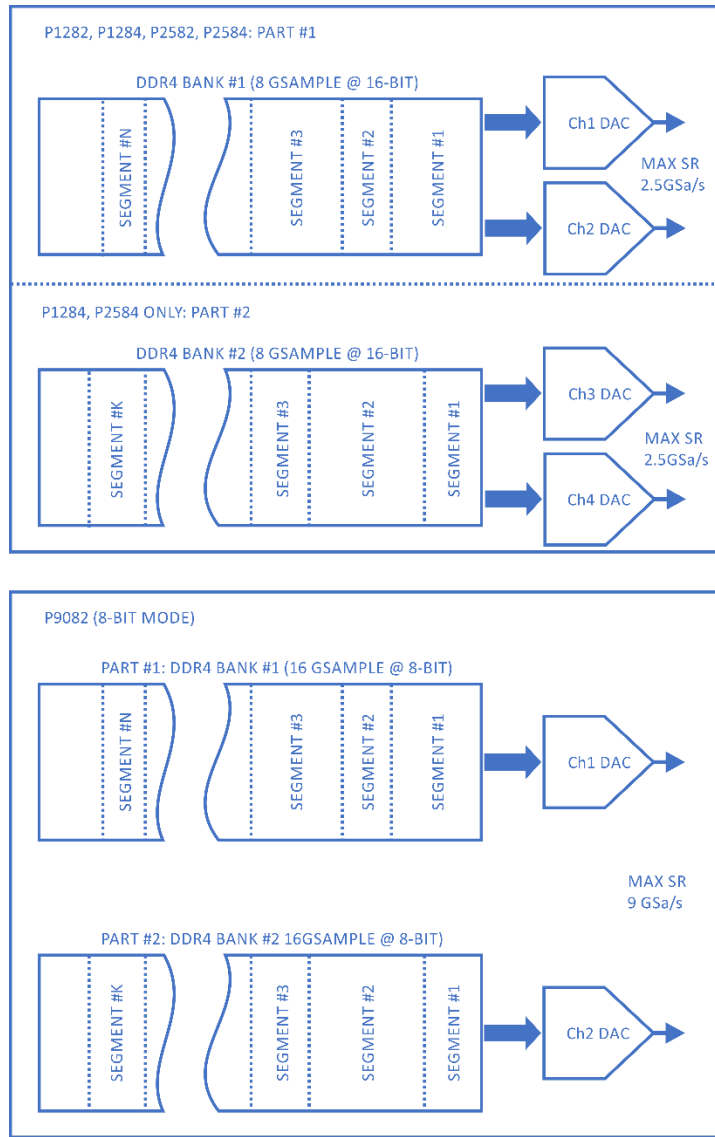 P1282, P1284, P2582, P2584: PART #1
DDR4 BANK #1 (8 GSAMPLE @ 16-BIT)
SEGMENT #N
SEGMENT #3
SEGMENT #2
SEGMENT #1
Ch1 DAC
MAX SR
2.5GSa/s
Ch2 DAC
P1284, P2584 ONLY: PART #2
DDR4 BANK #2 (8 GSAMPLE @ 16-BIT)
SEGMENT #K
SEGMENT #3
SEGMENT #2
SEGMENT #1
Ch3 DAC
MAX SR
2.5GSa/s
Ch4 DAC
P9082 (8-BIT MODE)
PART #1: DDR4 BANK #1 (16 GSAMPLE @ 8-BIT)
SEGMENT #N
SEGMENT #3
SEGMENT #2
SEGMENT #1
Ch1 DAC
MAX SR
9 GSa/s
PART #2: DDR4 BANK #2 16GSAMPLE @ 8-BIT)
SEGMENT #K
SEGMENT #3
SEGMENT #2
SEGMENT #1
Ch2 DAC